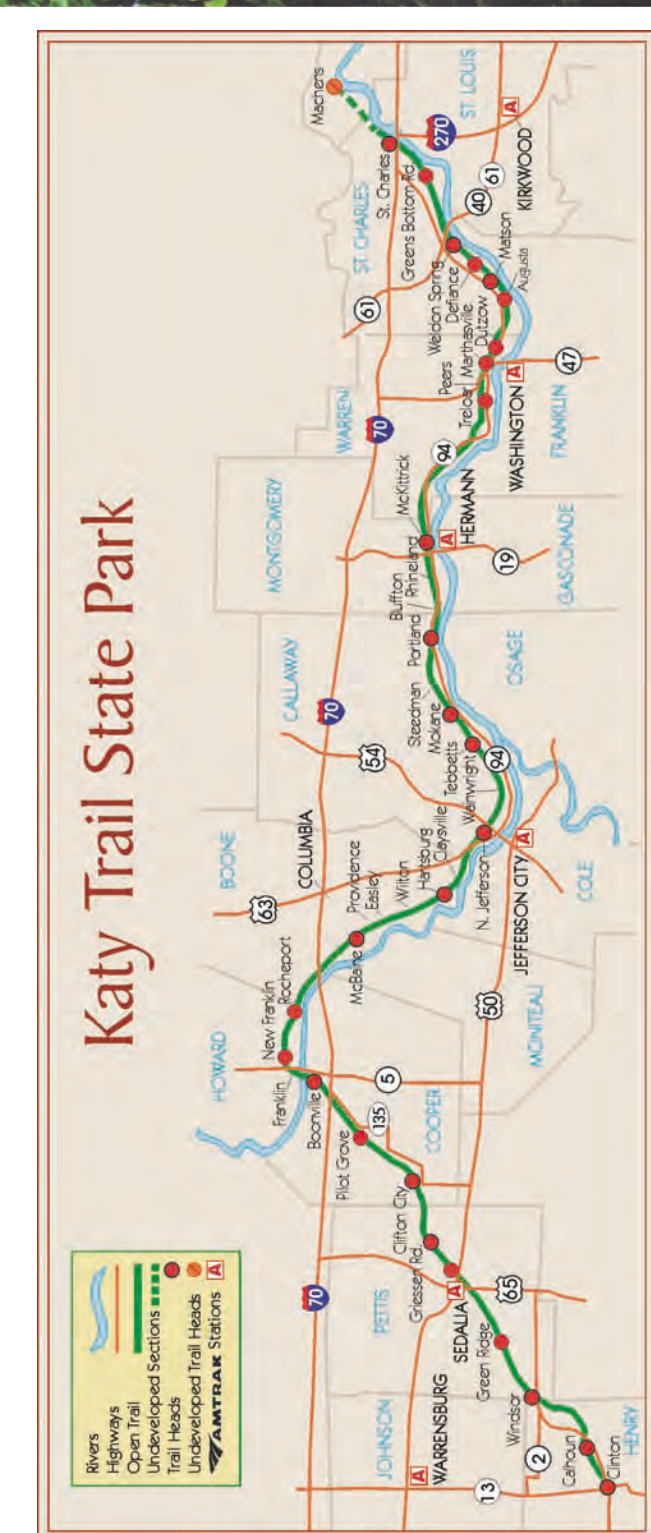 Katy Trail State Park
Rivers
Highways
Open Trail
Undeveloped Sections
Trail Heads
Undeveloped Trail Heads
AMTRAK Stations
A
HOWARD
BOONE
CALLAWAY
MONTGOMERY
WARREN
ST CHARLES
ST LOUIS
JOHNSON
PETTIS
COOPER
MONITEAU
COLE
OSAGE
GASCONADE
FRANKLIN
HENRY
Clinton
Calhoun
Windsor
Green Ridge
SEDALIA
A
Griessen Rd.
Clifton City
Pilot Grove
Boonville
Franklin
New Franklin
Rocheport
McBaine
Providence
Easley
Wilton
Hartsburg
Claysville
N. Jefferson
Wainwright
Tebbetts
Mokane
Steedman
Portland
Bluffton
Rhineland
McKittrick
Treloar
Peers
Marthasville
Dutzow
Augusta
Matson
Defiance
Weldon Spring
Greens Bottom Rd.
St. Charles
Machens
WARRENSBURG
A
COLUMBIA
JEFFERSON CITY
A
HERMANN
A
WASHINGTON
A
KIRKWOOD
A
13
2
65
70
135
5
50
63
54
70
94
19
94
70
47
61
40
61
270